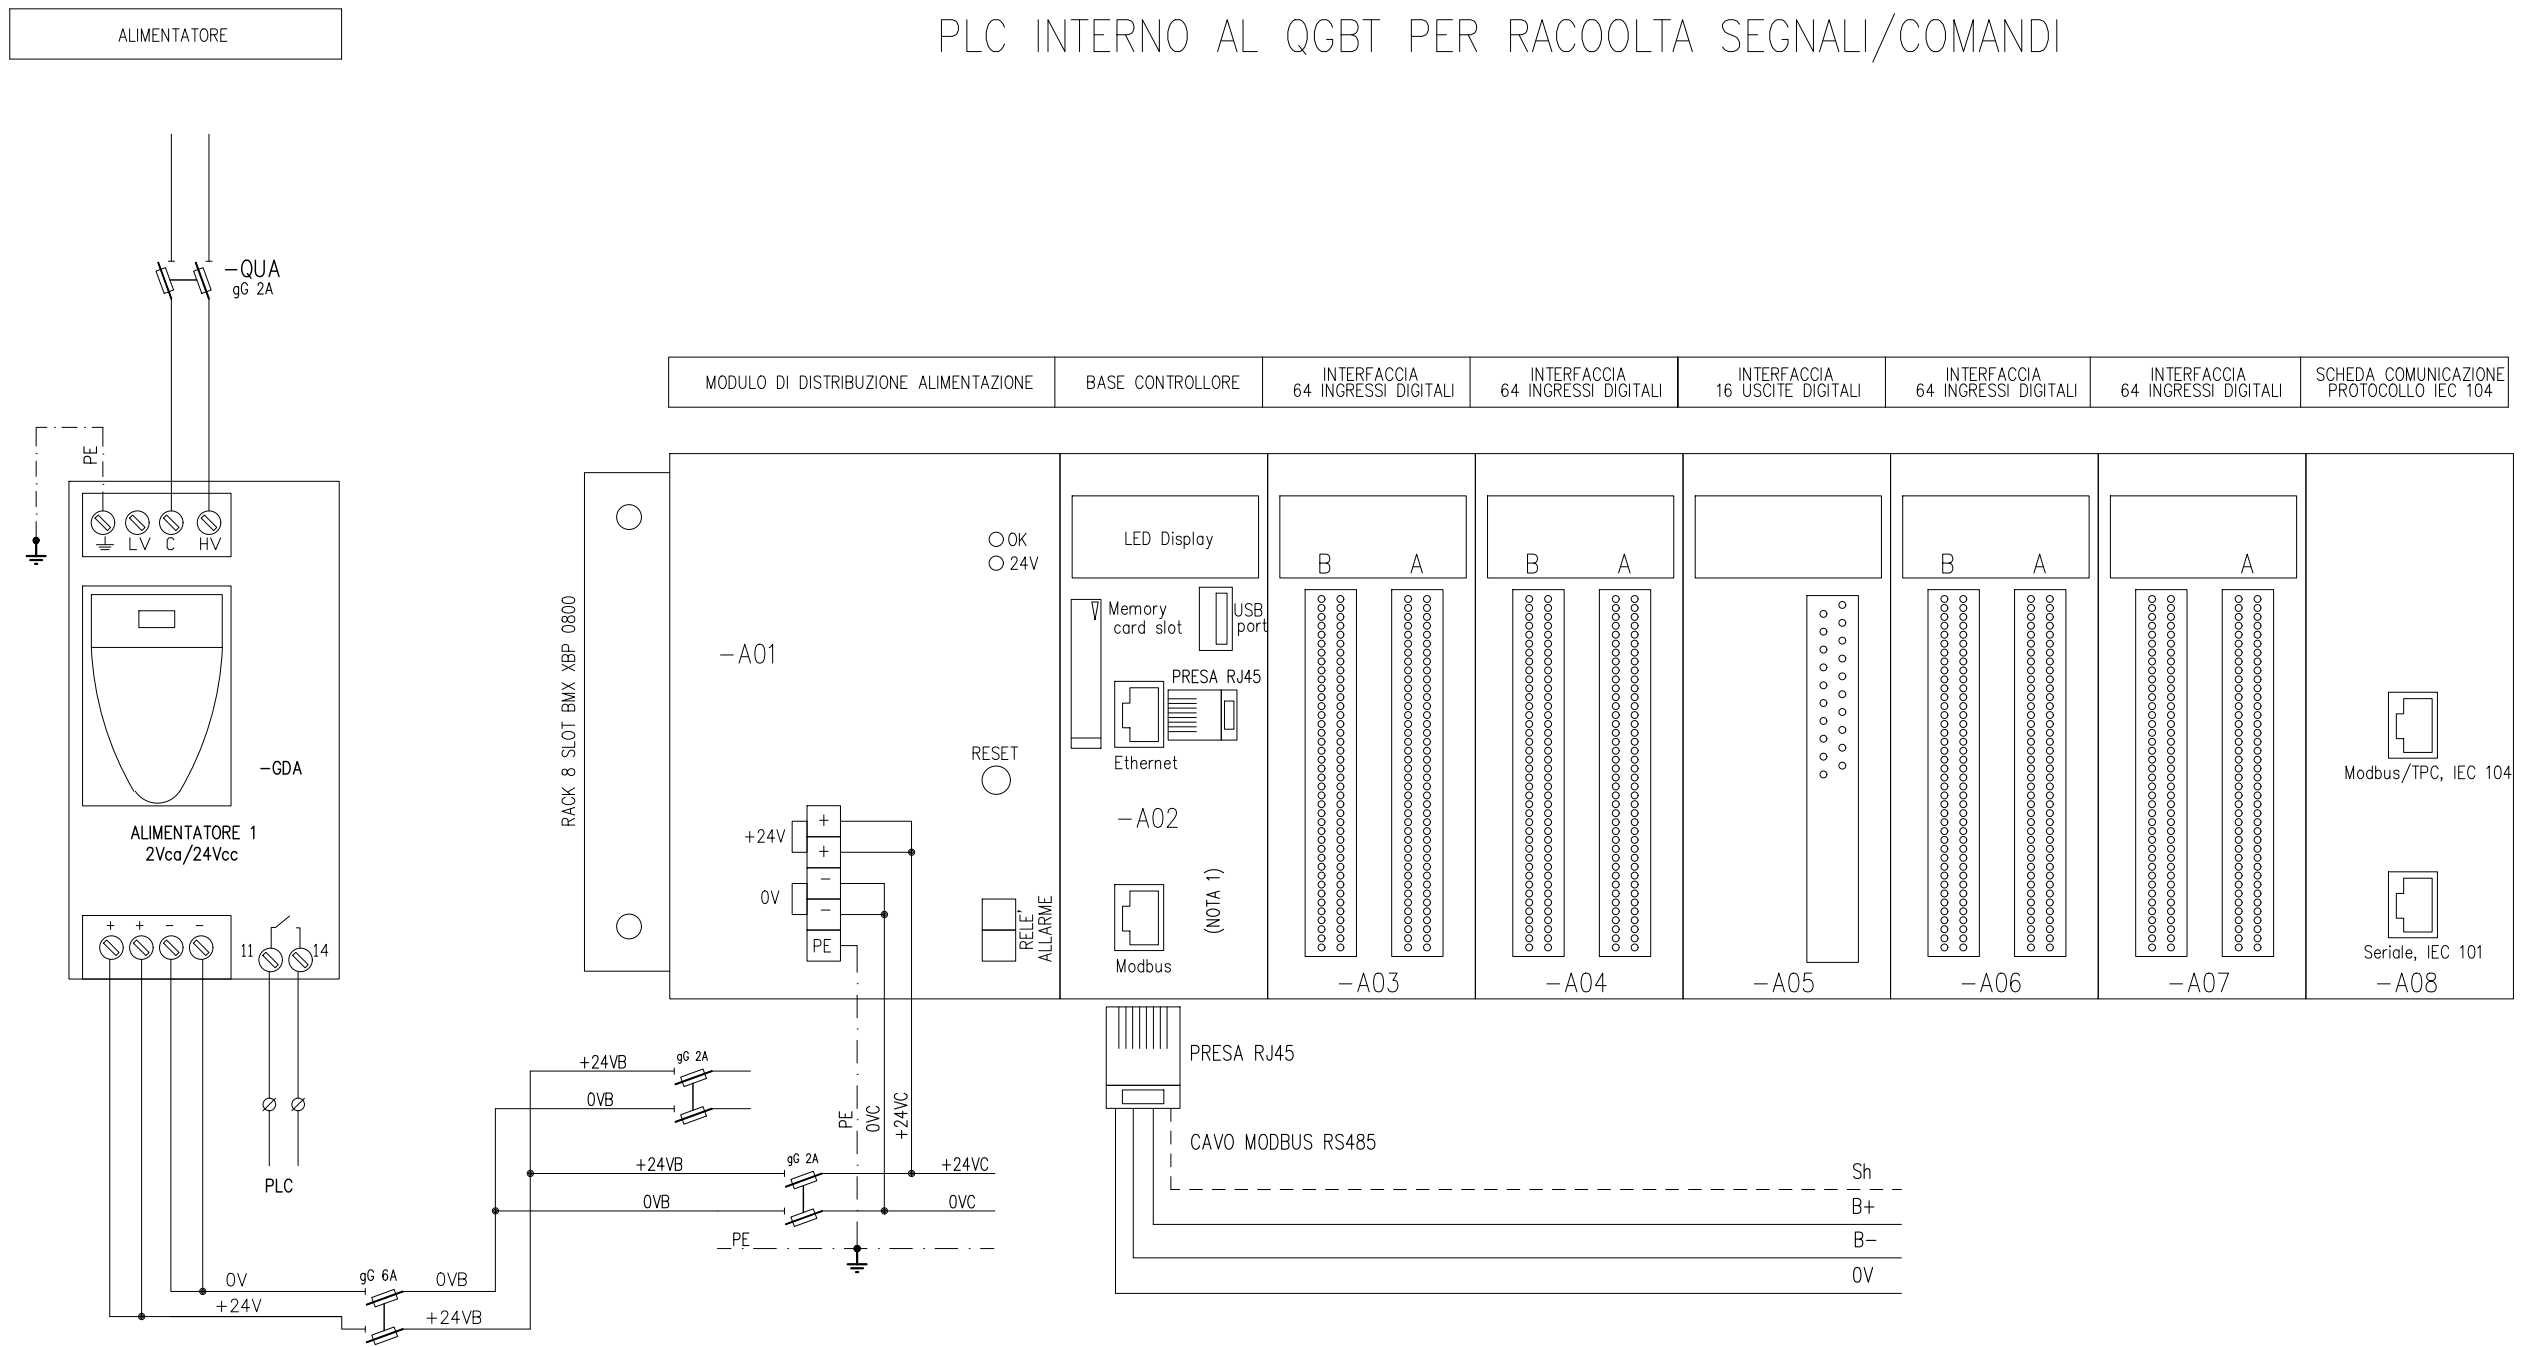 ALIMENTATORE
PLC INTERNO AL QGBT PER RACOOLTA SEGNALI/COMANDI
-QUA
gG 2A
MODULO DI DISTRIBUZIONE ALIMENTAZIONE
BASE CONTROLLORE
INTERFACCIA
64 INGRESSI DIGITALI
INTERFACCIA
64 INGRESSI DIGITALI
INTERFACCIA
16 USCITE DIGITALI
INTERFACCIA
64 INGRESSI DIGITALI
INTERFACCIA
64 INGRESSI DIGITALI
SCHEDA COMUNICAZIONE
PROTOCOLLO IEC 104
PE
LV C HV
-GDA
ALIMENTATORE 1
2Vca/24Vcc
+ + - -
11 14
PLC
RACK 8 SLOT BMX XBP 0800
OK
24V
-A01
RESET
+24V
0V
+
+
-
-
PE
RELE'
ALLARME
LED Display
Memory
card slot
USB
port
PRESA RJ45
Ethernet
-A02
(NOTA 1)
Modbus
B A
-A03
B A
-A04
-A05
B A
-A06
A
-A07
Modbus/TPC, IEC 104
Seriale, IEC 101
-A08
+24VB
gG 2A
0VB
PE
0VC
+24VC
+24VB
gG 2A
+24VC
0VB
0VC
PE
0V
gG 6A
0VB
+24V
+24VB
PRESA RJ45
CAVO MODBUS RS485
Sh
B+
B-
0V